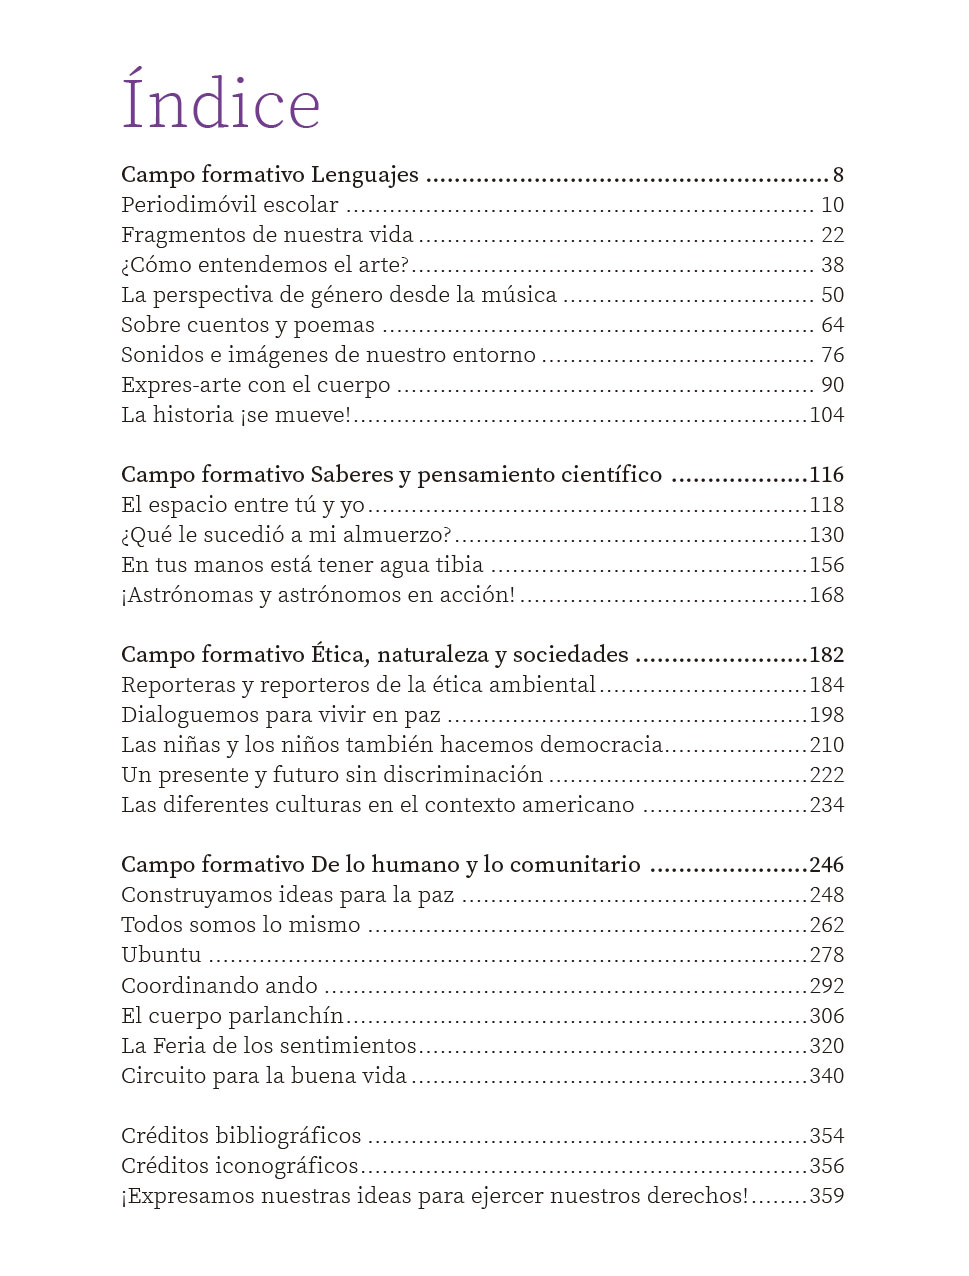 Índice
Campo formativo Lenguajes ........................................................ 8
Periodimóvil escolar ................................................................. 10
Fragmentos de nuestra vida ....................................................... 22
¿Cómo entendemos el arte?........................................................ 38
La perspectiva de género desde la música ................................... 50
Sobre cuentos y poemas ............................................................ 64
Sonidos e imágenes de nuestro entorno ...................................... 76
Expres-arte con el cuerpo .......................................................... 90
La historia ¡se mueve!...............................................................104
Campo formativo Saberes y pensamiento científico ...................116
El espacio entre tú y yo.............................................................118
¿Qué le sucedió a mi almuerzo?.................................................130
En tus manos está tener agua tibia ............................................156
¡Astrónomas y astrónomos en acción!........................................168
Campo formativo Ética, naturaleza y sociedades ........................182
Reporteras y reporteros de la ética ambiental.............................184
Dialoguemos para vivir en paz ..................................................198
Las niñas y los niños también hacemos democracia....................210
Un presente y futuro sin discriminación ....................................222
Las diferentes culturas en el contexto americano .......................234
Campo formativo De lo humano y lo comunitario ......................246
Construyamos ideas para la paz ................................................248
Todos somos lo mismo .............................................................262
Ubuntu ...................................................................................278
Coordinando ando ...................................................................292
El cuerpo parlanchín................................................................306
La Feria de los sentimientos......................................................320
Circuito para la buena vida .......................................................340
Créditos bibliográficos .............................................................354
Créditos iconográficos..............................................................356
¡Expresamos nuestras ideas para ejercer nuestros derechos!........359